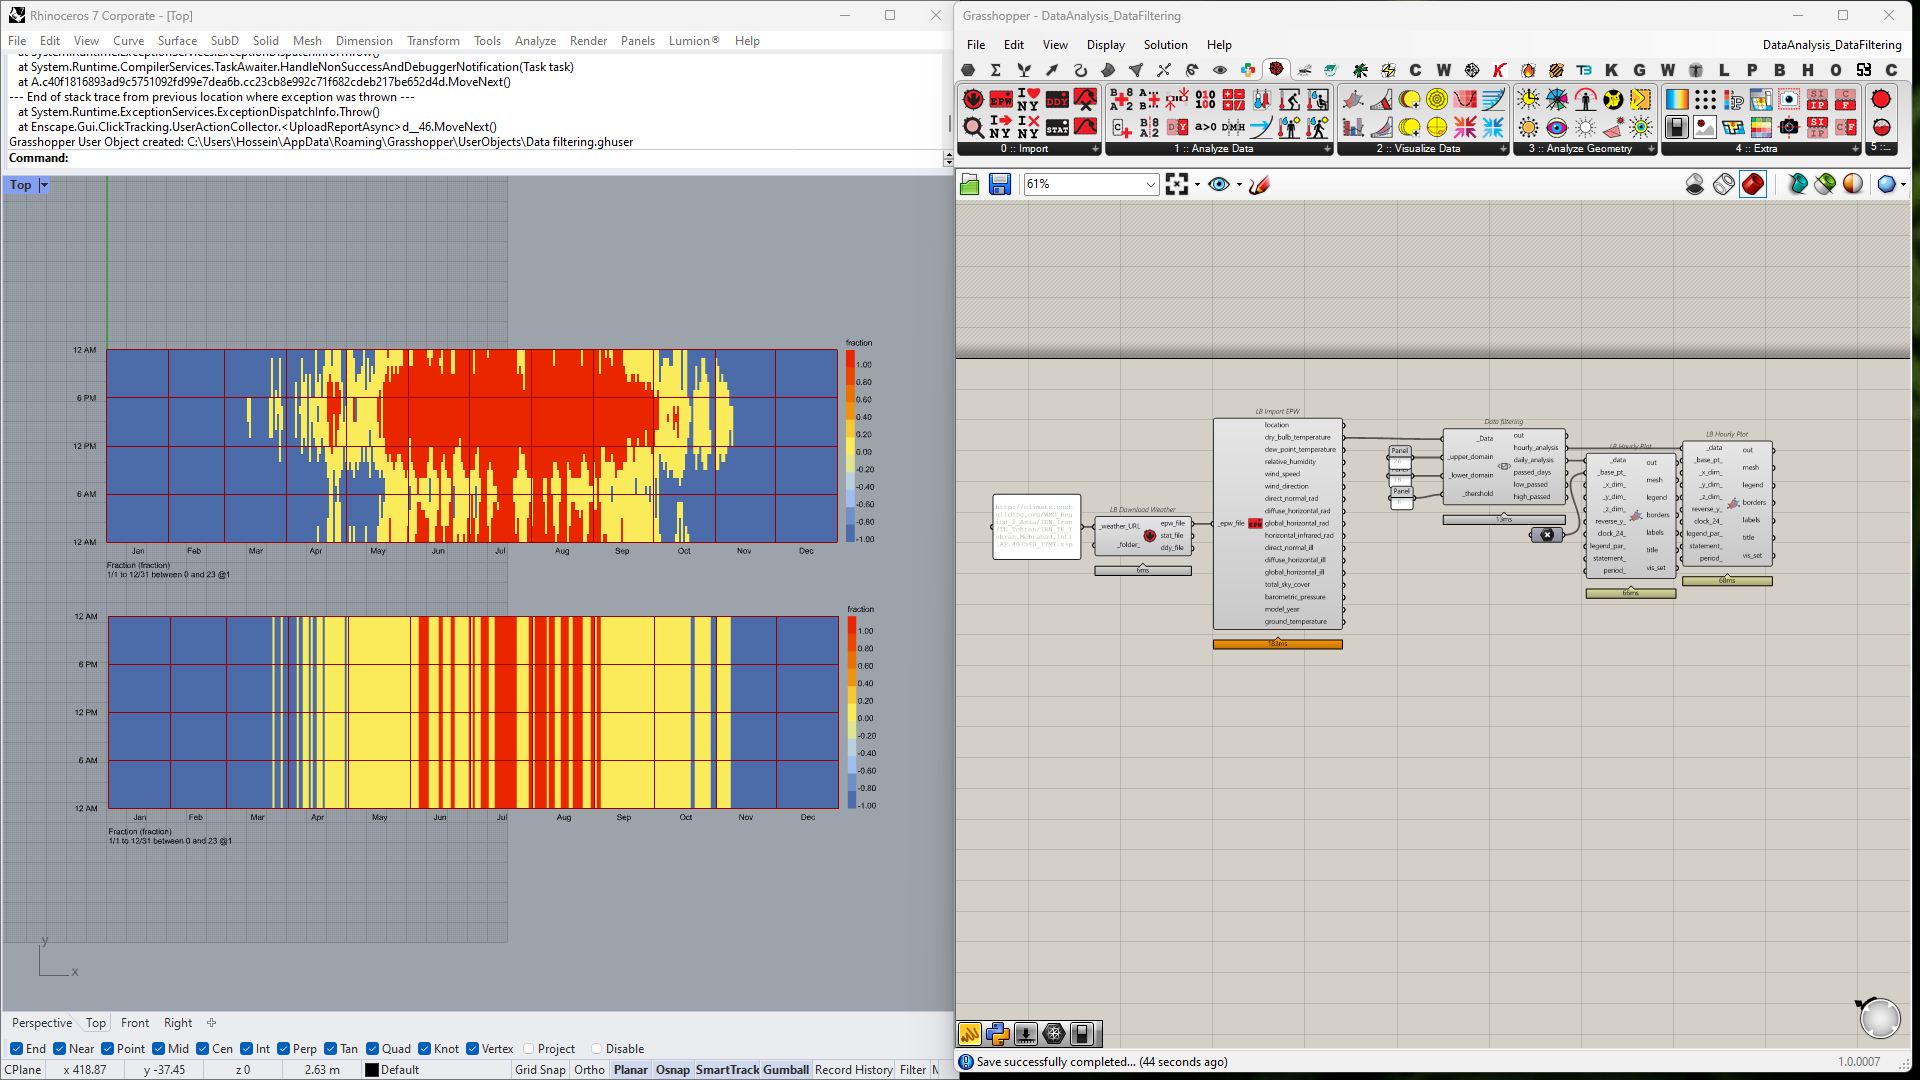 Rhinoceros 7 Corporate - [Top]
File Edit View Curve Surface SubD Solid Mesh Dimension Transform Tools Analyze Render Panels Lumion® Help
at System.Runtime.ExceptionServices.ExceptionDispatchInfo.Throw()
at System.Runtime.CompilerServices.TaskAwaiter.HandleNonSuccessAndDebuggerNotification(Task task)
at A.c40f1816893ad9c5751092fd99e7dea6b.cc23cb8e992c71f682cdeb217be652d4d.MoveNext()
--- End of stack trace from previous location where exception was thrown ---
at System.Runtime.ExceptionServices.ExceptionDispatchInfo.Throw()
at Enscape.Gui.ClickTracking.UserActionCollector.<UploadReportAsync>d__46.MoveNext()
Grasshopper User Object created: C:\Users\Hossein\AppData\Roaming\Grasshopper\UserObjects\Data filtering.ghuser
Command:
Top
fraction
12 AM
6 PM
12 PM
6 AM
12 AM
1.00
0.80
0.60
0.40
0.20
0.00
-0.20
-0.40
-0.60
-0.80
-1.00
Jan Feb Mar Apr May Jun Jul Aug Sep Oct Nov Dec
Fraction (fraction)
1/1 to 12/31 between 0 and 23 @1
fraction
12 AM
6 PM
12 PM
6 AM
12 AM
1.00
0.80
0.60
0.40
0.20
0.00
-0.20
-0.40
-0.60
-0.80
-1.00
Jan Feb Mar Apr May Jun Jul Aug Sep Oct Nov Dec
Fraction (fraction)
1/1 to 12/31 between 0 and 23 @1
y
x
Perspective Top Front Right
End Near Point Mid Cen Int Perp Tan Quad Knot Vertex Project Disable
CPlane x 418.87 y -37.45 z 0 2.63 m Default Grid Snap Ortho Planar Osnap SmartTrack Gumball Record History Filter M
Grasshopper - DataAnalysis_DataFiltering
File Edit View Display Solution Help
DataAnalysis_DataFiltering
0 :: Import
1 :: Analyze Data
2 :: Visualize Data
3 :: Analyze Geometry
4 :: Extra
5 ::
61%
LB Download Weather
_weather_URL
_folder_
epw_file
stat_file
ddy_file
6ms
LB Import EPW
_epw_file
location
dry_bulb_temperature
dew_point_temperature
relative_humidity
wind_speed
wind_direction
direct_normal_rad
diffuse_horizontal_rad
global_horizontal_rad
horizontal_infrared_rad
direct_normal_ill
diffuse_horizontal_ill
global_horizontal_ill
total_sky_cover
barometric_pressure
model_year
ground_temperature
183ms
Panel
Panel
Data filtering
_Data
_upper_domain
_lower_domain
_thershold
out
hourly_analysis
daily_analysis
passed_days
low_passed
high_passed
13ms
LB Hourly Plot
_data
_base_pt_
_x_dim_
_y_dim_
_z_dim_
reverse_y_
clock_24_
legend_par_
statement_
period_
out
mesh
legend
borders
labels
title
vis_set
66ms
LB Hourly Plot
_data
_base_pt_
_x_dim_
_y_dim_
_z_dim_
reverse_y_
clock_24_
legend_par_
statement_
period_
out
mesh
legend
borders
labels
title
vis_set
68ms
Save successfully completed... (44 seconds ago)
1.0.0007